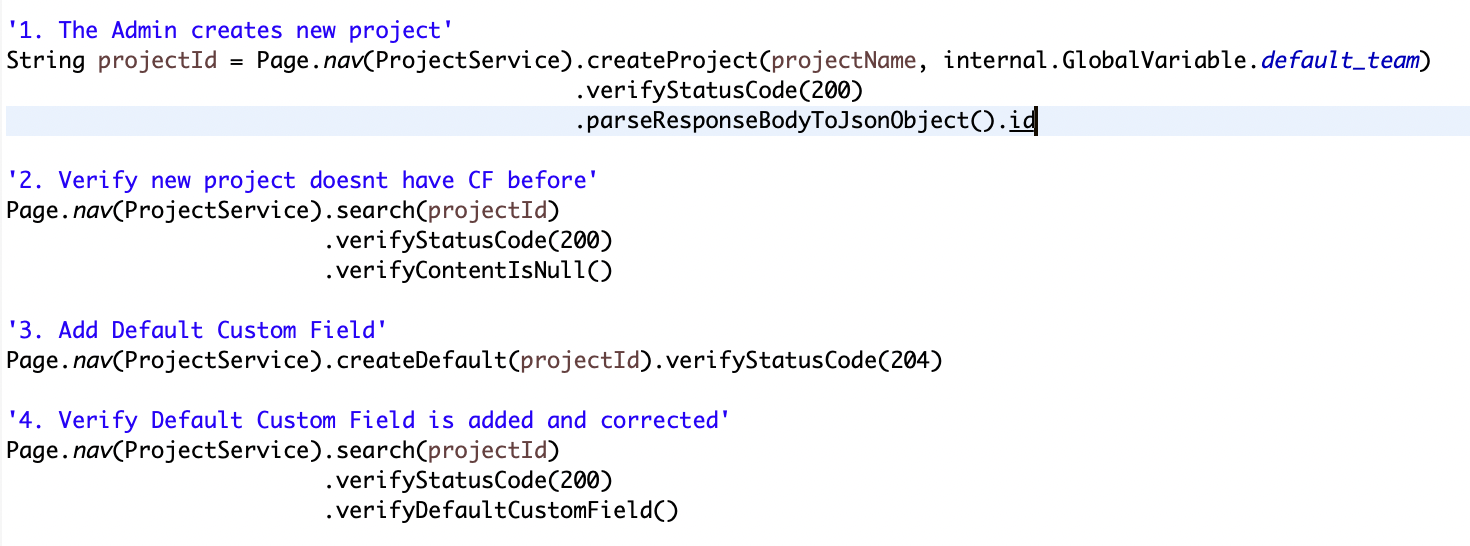 '1. The Admin creates new project'
String projectId = Page.nav(ProjectService).createProject(projectName, internal.GlobalVariable.default_team)
.verifyStatusCode(200)
.parseResponseBodyToJsonObject().id
'2. Verify new project doesnt have CF before'
Page.nav(ProjectService).search(projectId)
.verifyStatusCode(200)
.verifyContentIsNull()
'3. Add Default Custom Field'
Page.nav(ProjectService).createDefault(projectId).verifyStatusCode(204)
'4. Verify Default Custom Field is added and corrected'
Page.nav(ProjectService).search(projectId)
.verifyStatusCode(200)
.verifyDefaultCustomField()